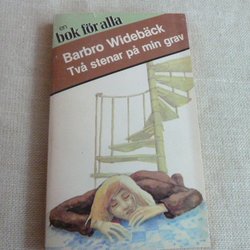 en
bok för alla
Barbro Widebäck
Två stenar på min grav